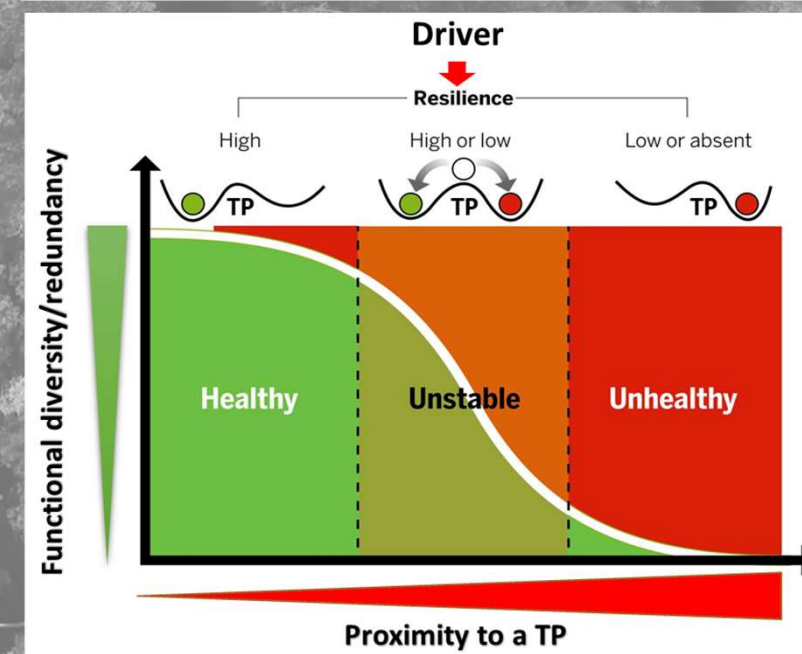 Driver
Resilience
High
High or low
Low or absent
TP
TP
TP
Functional diversity/redundancy
Healthy
Unstable
Unhealthy
Proximity to a TP